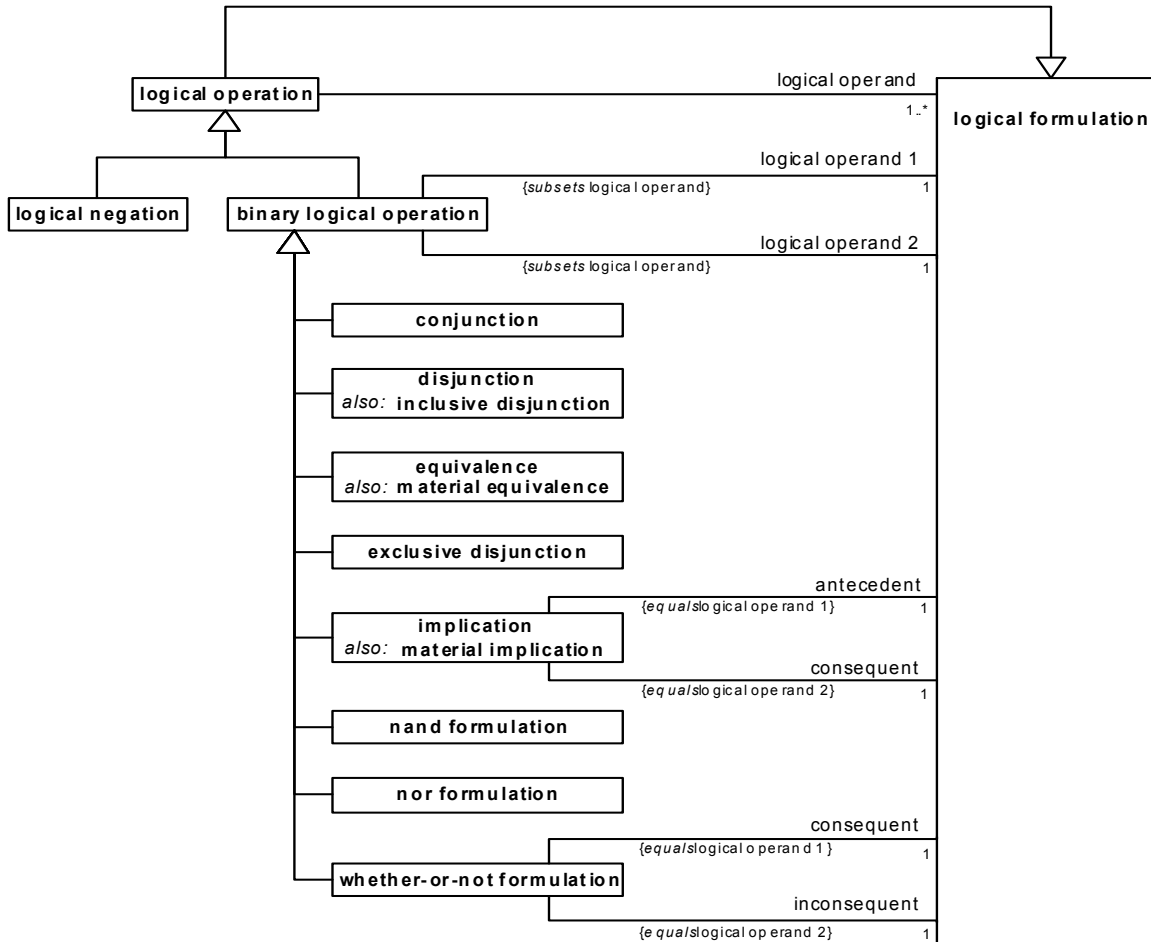 logical operand
logical operation
1..*
logical formulation
logical operand 1
{subsets logical operand}
1
logical negation
binary logical operation
logical operand 2
{subsets logical operand}
1
conjunction
disjunction
also: inclusive disjunction
equivalence
also: material equivalence
exclusive disjunction
antecedent
{equals logical operand 1}
1
implication
also: material implication
consequent
{equals logical operand 2}
1
nand formulation
nor formulation
consequent
{equals logical operand 1}
1
whether-or-not formulation
inconsequent
{equals logical operand 2}
1